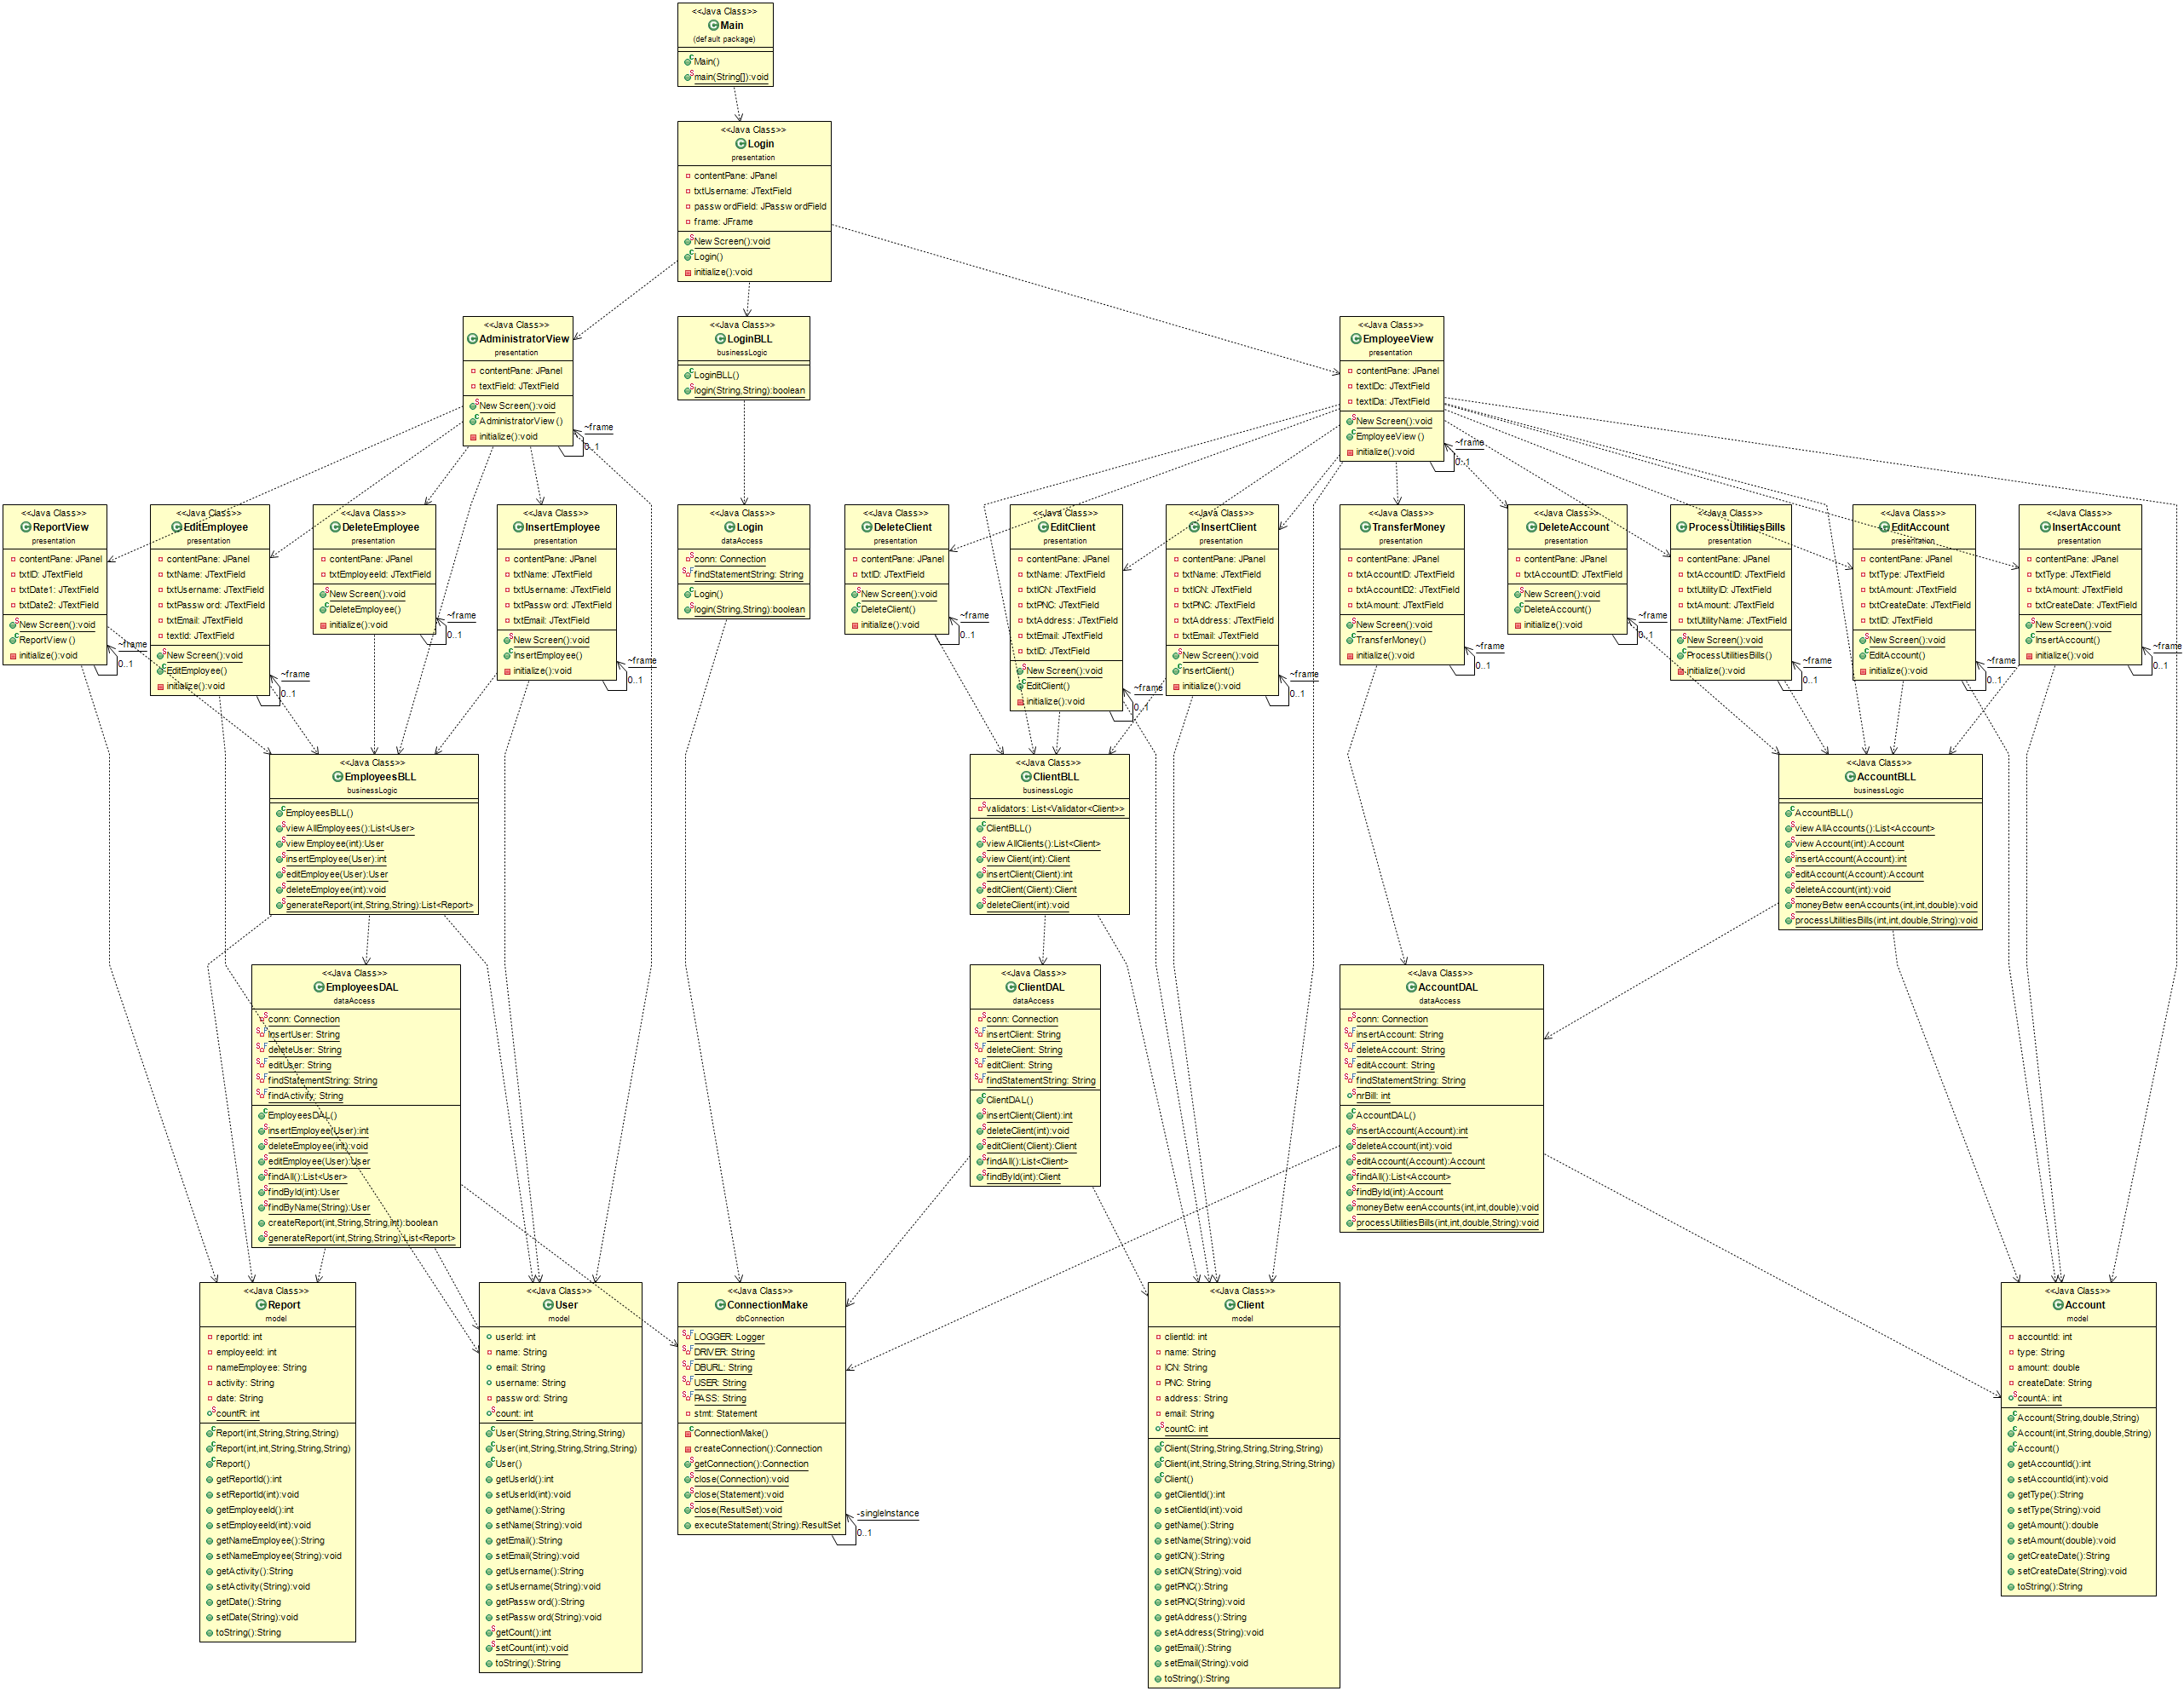 <<Java Class>>
Main
(default package)
Main()
main(String[]):void
<<Java Class>>
Login
presentation
contentPane: JPanel
txtUsername: JTextField
passwordField: JPasswordField
frame: JFrame
NewScreen():void
Login()
initialize():void
<<Java Class>>
AdministratorView
presentation
contentPane: JPanel
textField: JTextField
NewScreen():void
AdministratorView()
initialize():void
~frame
0..1
<<Java Class>>
LoginBLL
businessLogic
LoginBLL()
login(String,String):boolean
<<Java Class>>
EmployeeView
presentation
contentPane: JPanel
textIDc: JTextField
textIDa: JTextField
NewScreen():void
EmployeeView()
initialize():void
~frame
0..1
<<Java Class>>
ReportView
presentation
contentPane: JPanel
txtID: JTextField
txtDate1: JTextField
txtDate2: JTextField
NewScreen():void
ReportView()
initialize():void
~frame
0..1
<<Java Class>>
EditEmployee
presentation
contentPane: JPanel
txtName: JTextField
txtUsername: JTextField
txtPassword: JTextField
txtEmail: JTextField
textId: JTextField
NewScreen():void
EditEmployee()
initialize():void
~frame
0..1
<<Java Class>>
DeleteEmployee
presentation
contentPane: JPanel
txtEmployeeId: JTextField
NewScreen():void
DeleteEmployee()
initialize():void
~frame
0..1
<<Java Class>>
InsertEmployee
presentation
contentPane: JPanel
txtName: JTextField
txtUsername: JTextField
txtPassword: JTextField
txtEmail: JTextField
NewScreen():void
InsertEmployee()
initialize():void
~frame
0..1
<<Java Class>>
Login
dataAccess
conn: Connection
findStatementString: String
Login()
login(String,String):boolean
<<Java Class>>
DeleteClient
presentation
contentPane: JPanel
txtID: JTextField
NewScreen():void
DeleteClient()
initialize():void
~frame
0..1
<<Java Class>>
EditClient
presentation
contentPane: JPanel
txtName: JTextField
txtICN: JTextField
txtPNC: JTextField
txtAddress: JTextField
txtEmail: JTextField
txtID: JTextField
NewScreen():void
EditClient()
initialize():void
~frame
0..1
<<Java Class>>
InsertClient
presentation
contentPane: JPanel
txtName: JTextField
txtICN: JTextField
txtPNC: JTextField
txtAddress: JTextField
txtEmail: JTextField
NewScreen():void
InsertClient()
initialize():void
~frame
0..1
<<Java Class>>
TransferMoney
presentation
contentPane: JPanel
txtAccountID: JTextField
txtAccountID2: JTextField
txtAmount: JTextField
NewScreen():void
TransferMoney()
initialize():void
~frame
0..1
<<Java Class>>
DeleteAccount
presentation
contentPane: JPanel
txtAccountID: JTextField
NewScreen():void
DeleteAccount()
initialize():void
~frame
0..1
<<Java Class>>
ProcessUtilitiesBills
presentation
contentPane: JPanel
txtAccountID: JTextField
txtUtilityID: JTextField
txtAmount: JTextField
txtUtilityName: JTextField
NewScreen():void
ProcessUtilitiesBills()
initialize():void
~frame
0..1
<<Java Class>>
EditAccount
presentation
contentPane: JPanel
txtType: JTextField
txtAmount: JTextField
txtCreateDate: JTextField
txtID: JTextField
NewScreen():void
EditAccount()
initialize():void
~frame
0..1
<<Java Class>>
InsertAccount
presentation
contentPane: JPanel
txtType: JTextField
txtAmount: JTextField
txtCreateDate: JTextField
NewScreen():void
InsertAccount()
initialize():void
~frame
0..1
<<Java Class>>
EmployeesBLL
businessLogic
EmployeesBLL()
viewAllEmployees():List<User>
viewEmployee(int):User
insertEmployee(User):int
editEmployee(User):User
deleteEmployee(int):void
generateReport(int,String,String):List<Report>
<<Java Class>>
ClientBLL
businessLogic
validators: List<Validator<Client>>
ClientBLL()
viewAllClients():List<Client>
viewClient(int):Client
insertClient(Client):int
editClient(Client):Client
deleteClient(int):void
<<Java Class>>
AccountBLL
businessLogic
AccountBLL()
viewAllAccounts():List<Account>
viewAccount(int):Account
insertAccount(Account):int
editAccount(Account):Account
deleteAccount(int):void
moneyBetweenAccounts(int,int,double):void
processUtilitiesBills(int,int,double,String):void
<<Java Class>>
EmployeesDAL
dataAccess
conn: Connection
insertUser: String
deleteUser: String
editUser: String
findStatementString: String
findActivity: String
EmployeesDAL()
insertEmployee(User):int
deleteEmployee(int):void
editEmployee(User):User
findAll():List<User>
findById(int):User
findByName(String):User
createReport(int,String,String,int):boolean
generateReport(int,String,String):List<Report>
<<Java Class>>
ClientDAL
dataAccess
conn: Connection
insertClient: String
deleteClient: String
editClient: String
findStatementString: String
ClientDAL()
insertClient(Client):int
deleteClient(int):void
editClient(Client):Client
findAll():List<Client>
findById(int):Client
<<Java Class>>
AccountDAL
dataAccess
conn: Connection
insertAccount: String
deleteAccount: String
editAccount: String
findStatementString: String
nrBill: int
AccountDAL()
insertAccount(Account):int
deleteAccount(int):void
editAccount(Account):Account
findAll():List<Account>
findById(int):Account
moneyBetweenAccounts(int,int,double):void
processUtilitiesBills(int,int,double,String):void
<<Java Class>>
Report
model
reportId: int
employeeId: int
nameEmployee: String
activity: String
date: String
countR: int
Report(int,String,String,String)
Report(int,int,String,String,String)
Report()
getReportId():int
setReportId(int):void
getEmployeeId():int
setEmployeeId(int):void
getNameEmployee():String
setNameEmployee(String):void
getActivity():String
setActivity(String):void
getDate():String
setDate(String):void
toString():String
<<Java Class>>
User
model
userId: int
name: String
email: String
username: String
password: String
count: int
User(String,String,String,String)
User(int,String,String,String,String)
User()
getUserId():int
setUserId(int):void
getName():String
setName(String):void
getEmail():String
setEmail(String):void
getUsername():String
setUsername(String):void
getPassword():String
setPassword(String):void
getCount():int
setCount(int):void
toString():String
<<Java Class>>
ConnectionMake
dbConnection
LOGGER: Logger
DRIVER: String
DBURL: String
USER: String
PASS: String
stmt: Statement
ConnectionMake()
createConnection():Connection
getConnection():Connection
close(Connection):void
close(Statement):void
close(ResultSet):void
executeStatement(String):ResultSet
-singleInstance
0..1
<<Java Class>>
Client
model
clientId: int
name: String
ICN: String
PNC: String
address: String
email: String
countC: int
Client(String,String,String,String,String)
Client(int,String,String,String,String,String)
Client()
getClientId():int
setClientId(int):void
getName():String
setName(String):void
getICN():String
setICN(String):void
getPNC():String
setPNC(String):void
getAddress():String
setAddress(String):void
getEmail():String
setEmail(String):void
toString():String
<<Java Class>>
Account
model
accountId: int
type: String
amount: double
createDate: String
countA: int
Account(String,double,String)
Account(int,String,double,String)
Account()
getAccountId():int
setAccountId(int):void
getType():String
setType(String):void
getAmount():double
setAmount(double):void
getCreateDate():String
setCreateDate(String):void
toString():String